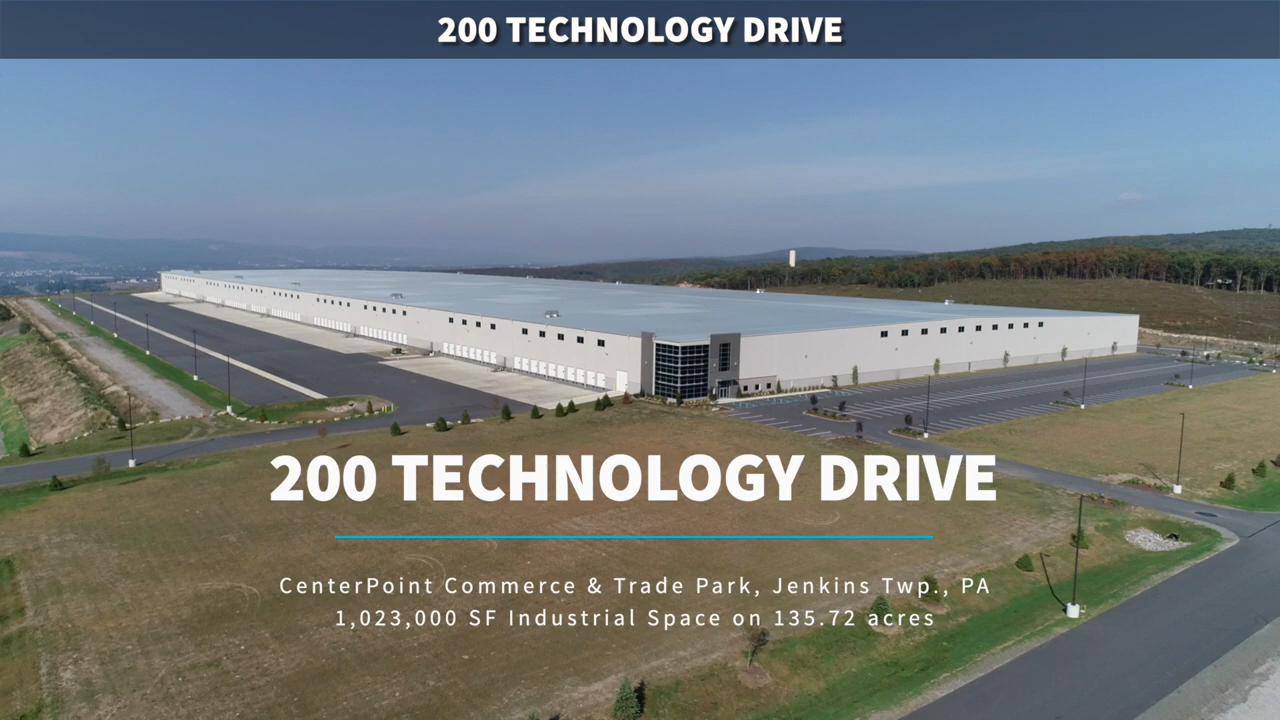 200 TECHNOLOGY DRIVE
200 TECHNOLOGY DRIVE
CenterPoint Commerce & Trade Park, Jenkins Twp., PA
1,023,000 SF Industrial Space on 135.72 acres